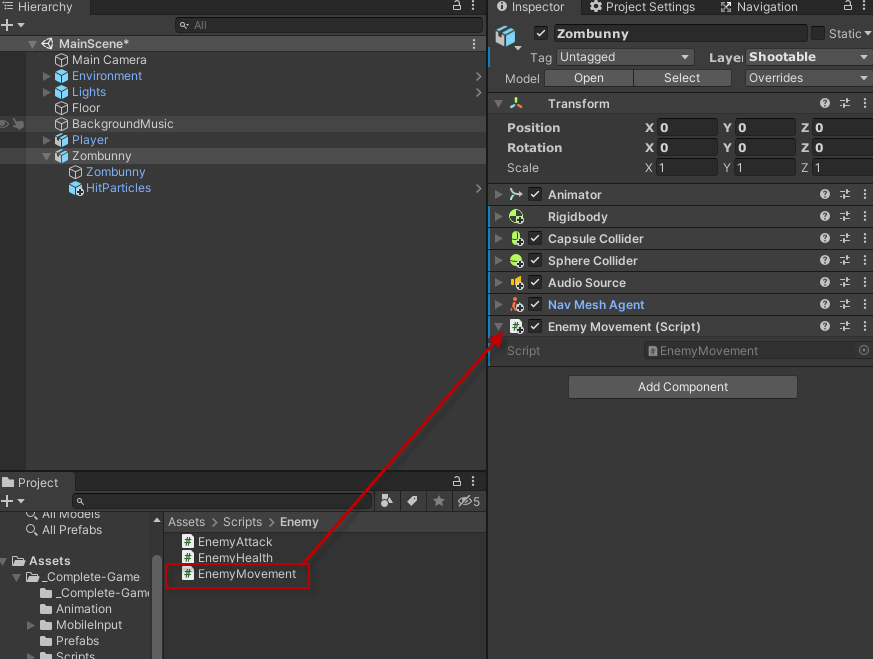 Hierarchy
All
MainScene*
Main Camera
Environment
Lights
Floor
BackgroundMusic
Player
Zombunny
Zombunny
HitParticles
Project
5
All Models
All Prefabs
Assets
_Complete-Game
_Complete-Game
Animation
MobileInput
Prefabs
Scripts
Assets > Scripts > Enemy
# EnemyAttack
# EnemyHealth
# EnemyMovement
Inspector Project Settings Navigation
Zombunny Static
Tag Untagged Layer Shootable
Model Open Select Overrides
Transform
Position X 0 Y 0 Z 0
Rotation X 0 Y 0 Z 0
Scale X 1 Y 1 Z 1
Animator
Rigidbody
Capsule Collider
Sphere Collider
Audio Source
Nav Mesh Agent
# Enemy Movement (Script)
Script # EnemyMovement
Add Component